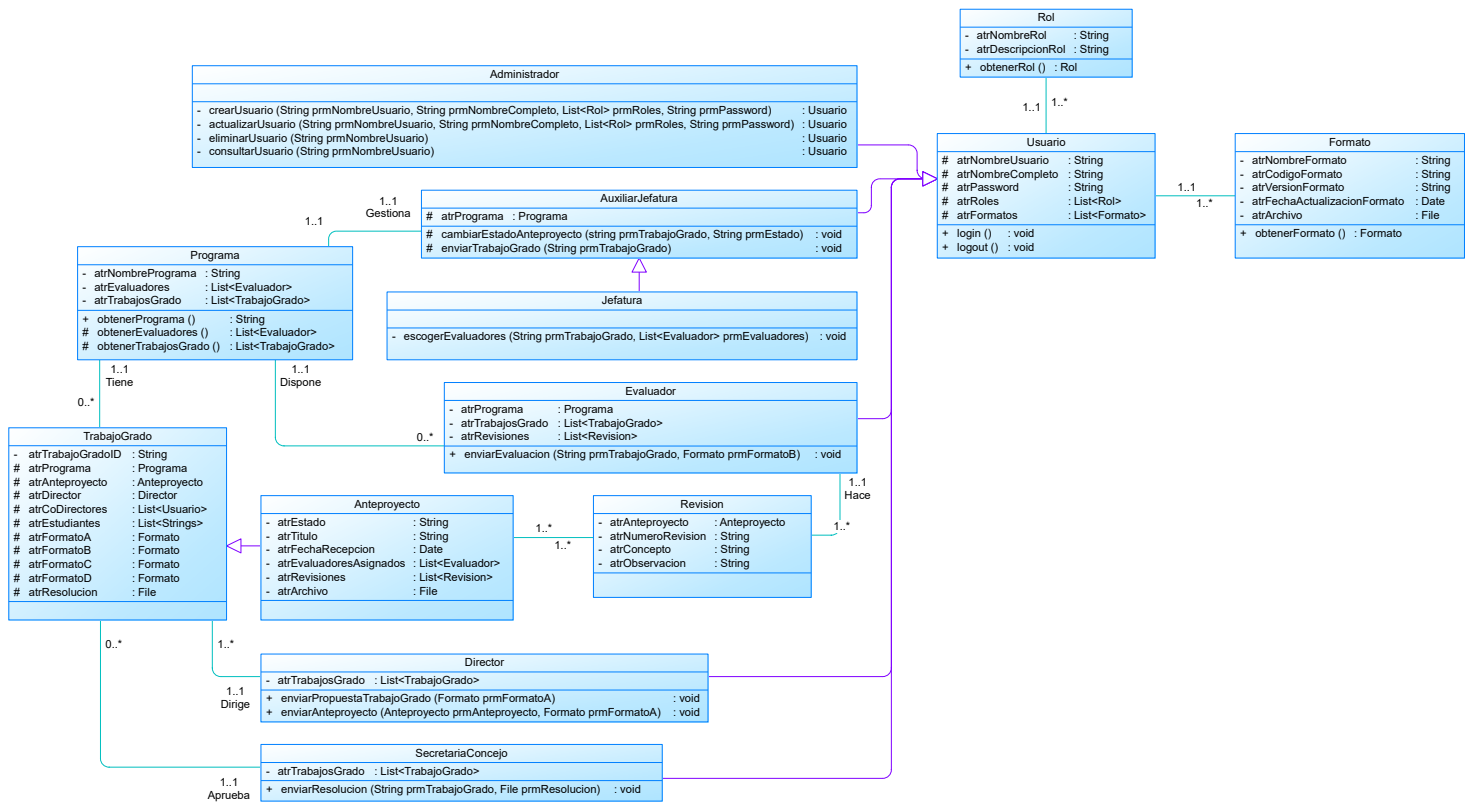 Rol
- atrNombreRol : String
- atrDescripcionRol : String
+ obtenerRol () : Rol
1..1
1..*
Administrador
- crearUsuario (String prmNombreUsuario, String prmNombreCompleto, List<Rol> prmRoles, String prmPassword) : Usuario
- actualizarUsuario (String prmNombreUsuario, String prmNombreCompleto, List<Rol> prmRoles, String prmPassword) : Usuario
- eliminarUsuario (String prmNombreUsuario) : Usuario
- consultarUsuario (String prmNombreUsuario) : Usuario
Usuario
# atrNombreUsuario : String
# atrNombreCompleto : String
# atrPassword : String
# atrRoles : List<Rol>
# atrFormatos : List<Formato>
+ login () : void
+ logout () : void
1..1
1..*
Formato
- atrNombreFormato : String
- atrCodigoFormato : String
- atrVersionFormato : String
- atrFechaActualizacionFormato : Date
- atrArchivo : File
+ obtenerFormato () : Formato
AuxiliarJefatura
# atrPrograma : Programa
# cambiarEstadoAnteproyecto (string prmTrabajoGrado, String prmEstado) : void
# enviarTrabajoGrado (String prmTrabajoGrado) : void
1..1
Gestiona
1..1
Programa
- atrNombrePrograma : String
- atrEvaluadores : List<Evaluador>
- atrTrabajosGrado : List<TrabajoGrado>
+ obtenerPrograma () : String
# obtenerEvaluadores () : List<Evaluador>
# obtenerTrabajosGrado () : List<TrabajoGrado>
Jefatura
- escogerEvaluadores (String prmTrabajoGrado, List<Evaluador> prmEvaluadores) : void
1..1
Tiene
0..*
1..1
Dispone
0..*
Evaluador
- atrPrograma : Programa
- atrTrabajosGrado : List<TrabajoGrado>
- atrRevisiones : List<Revision>
+ enviarEvaluacion (String prmTrabajoGrado, Formato prmFormatoB) : void
1..1
Hace
1..*
TrabajoGrado
- atrTrabajoGradoID : String
# atrPrograma : Programa
# atrAnteproyecto : Anteproyecto
# atrDirector : Director
# atrCoDirectores : List<Usuario>
# atrEstudiantes : List<Strings>
# atrFormatoA : Formato
# atrFormatoB : Formato
# atrFormatoC : Formato
# atrFormatoD : Formato
# atrResolucion : File
Anteproyecto
- atrEstado : String
- atrTitulo : String
- atrFechaRecepcion : Date
- atrEvaluadoresAsignados : List<Evaluador>
- atrRevisiones : List<Revision>
- atrArchivo : File
1..*
1..*
Revision
- atrAnteproyecto : Anteproyecto
- atrNumeroRevision : String
- atrConcepto : String
- atrObservacion : String
0..*
1..*
1..1
Dirige
Director
- atrTrabajosGrado : List<TrabajoGrado>
+ enviarPropuestaTrabajoGrado (Formato prmFormatoA) : void
+ enviarAnteproyecto (Anteproyecto prmAnteproyecto, Formato prmFormatoA) : void
SecretariaConcejo
- atrTrabajosGrado : List<TrabajoGrado>
+ enviarResolucion (String prmTrabajoGrado, File prmResolucion) : void
1..1
Aprueba